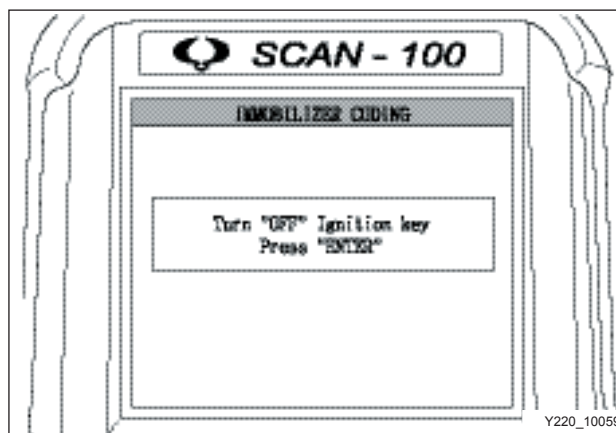 SCAN - 100
IMMOBILIZER CODING
Turn "OFF" Ignition key
Press "ENTER"
Y220_10059